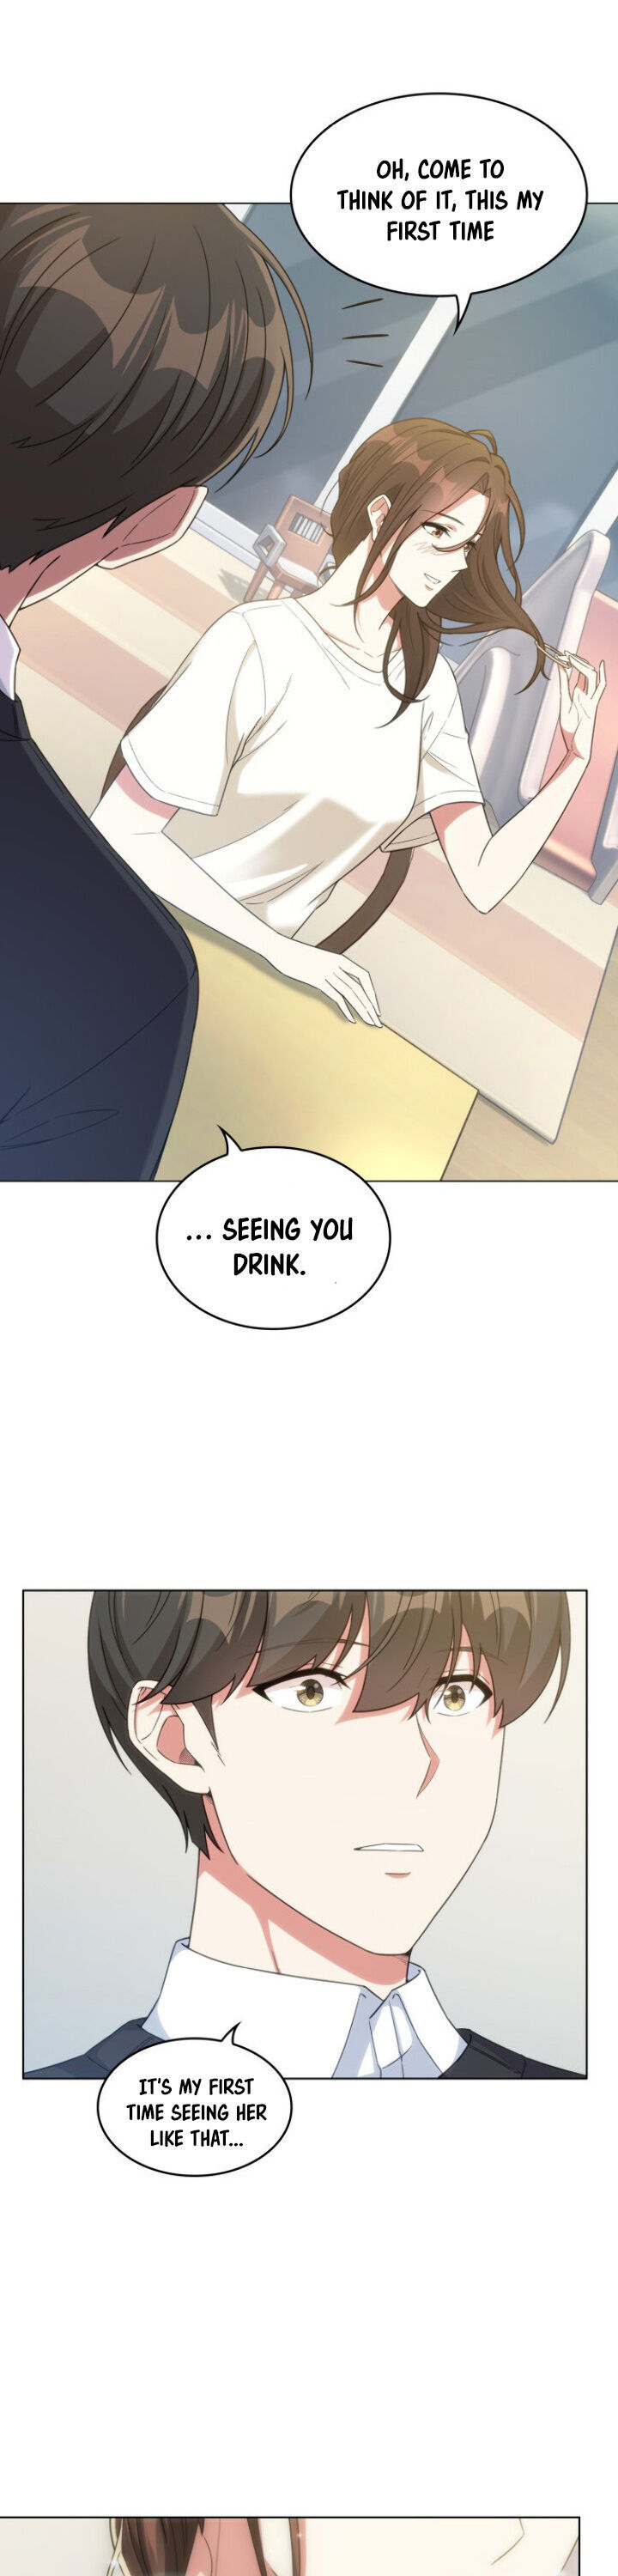 OH, COME TO
THINK OF IT, THIS MY
FIRST TIME
... SEEING YOU
DRINK.
IT'S MY FIRST
TIME SEEING HER
LIKE THAT...